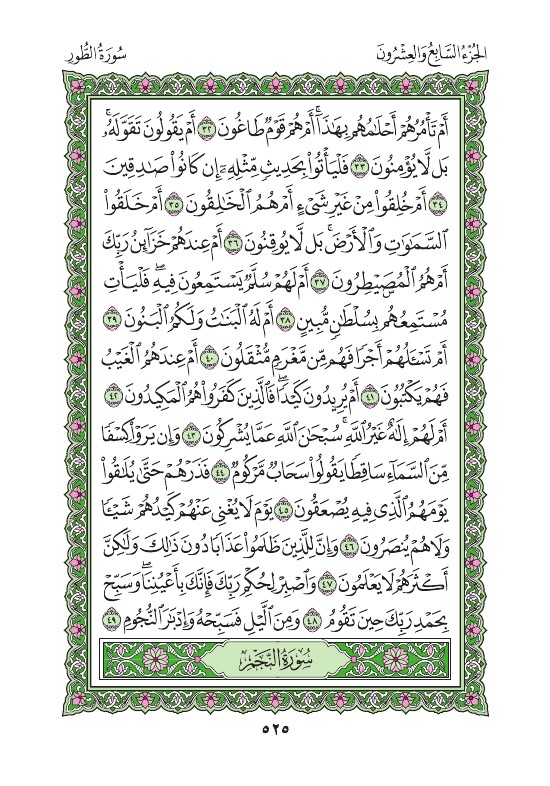 الجُزْءُ السَّابِعُ وَالعِشْرُونَ
سُورَةُ الطُّورِ
أَمْ تَأْمُرُهُمْ أَحْلَٰمُهُم بِهَٰذَآ ۚ أَمْ هُمْ قَوْمٌ طَاغُونَ ٣٢ أَمْ يَقُولُونَ تَقَوَّلَهُۥ ۚ
بَل لَّا يُؤْمِنُونَ ٣٣ فَلْيَأْتُوا۟ بِحَدِيثٍ مِّثْلِهِۦٓ إِن كَانُوا۟ صَٰدِقِينَ
٣٤ أَمْ خُلِقُوا۟ مِنْ غَيْرِ شَىْءٍ أَمْ هُمُ ٱلْخَٰلِقُونَ ٣٥ أَمْ خَلَقُوا۟
ٱلسَّمَٰوَٰتِ وَٱلْأَرْضَ ۚ بَل لَّا يُوقِنُونَ ٣٦ أَمْ عِندَهُمْ خَزَآئِنُ رَبِّكَ
أَمْ هُمُ ٱلْمُصَۣيْطِرُونَ ٣٧ أَمْ لَهُمْ سُلَّمٌ يَسْتَمِعُونَ فِيهِ ۖ فَلْيَأْتِ
مُسْتَمِعُهُم بِسُلْطَٰنٍ مُّبِينٍ ٣٨ أَمْ لَهُ ٱلْبَنَٰتُ وَلَكُمُ ٱلْبَنُونَ ٣٩
أَمْ تَسْـَٔلُهُمْ أَجْرًا فَهُم مِّن مَّغْرَمٍ مُّثْقَلُونَ ٤٠ أَمْ عِندَهُمُ ٱلْغَيْبُ
فَهُمْ يَكْتُبُونَ ٤١ أَمْ يُرِيدُونَ كَيْدًا ۖ فَٱلَّذِينَ كَفَرُوا۟ هُمُ ٱلْمَكِيدُونَ ٤٢
أَمْ لَهُمْ إِلَٰهٌ غَيْرُ ٱللَّهِ ۚ سُبْحَٰنَ ٱللَّهِ عَمَّا يُشْرِكُونَ ٤٣ وَإِن يَرَوْا۟ كِسْفًا
مِّنَ ٱلسَّمَآءِ سَاقِطًا يَقُولُوا۟ سَحَابٌ مَّرْكُومٌ ٤٤ فَذَرْهُمْ حَتَّىٰ يُلَٰقُوا۟
يَوْمَهُمُ ٱلَّذِى فِيهِ يُصْعَقُونَ ٤٥ يَوْمَ لَا يُغْنِى عَنْهُمْ كَيْدُهُمْ شَيْـًٔا
وَلَا هُمْ يُنصَرُونَ ٤٦ وَإِنَّ لِلَّذِينَ ظَلَمُوا۟ عَذَابًا دُونَ ذَٰلِكَ وَلَٰكِنَّ
أَكْثَرَهُمْ لَا يَعْلَمُونَ ٤٧ وَٱصْبِرْ لِحُكْمِ رَبِّكَ فَإِنَّكَ بِأَعْيُنِنَا ۖ وَسَبِّحْ
بِحَمْدِ رَبِّكَ حِينَ تَقُومُ ٤٨ وَمِنَ ٱلَّيْلِ فَسَبِّحْهُ وَإِدْبَٰرَ ٱلنُّجُومِ ٤٩
سُورَةُ النَّجْمِ
٥٢٥